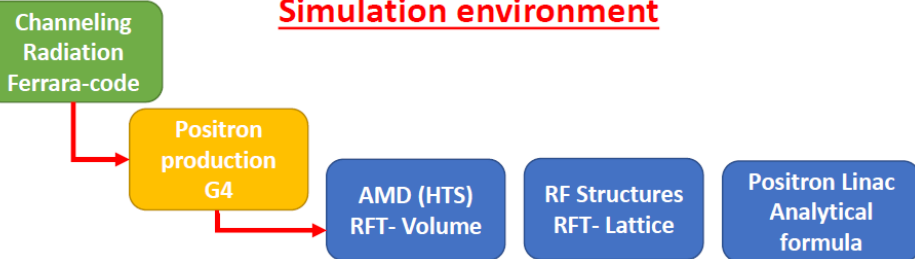 Simulation environment
Channeling
Radiation
Ferrara-code
Positron
production
G4
AMD (HTS)
RFT- Volume
RF Structures
RFT- Lattice
Positron Linac
Analytical
formula